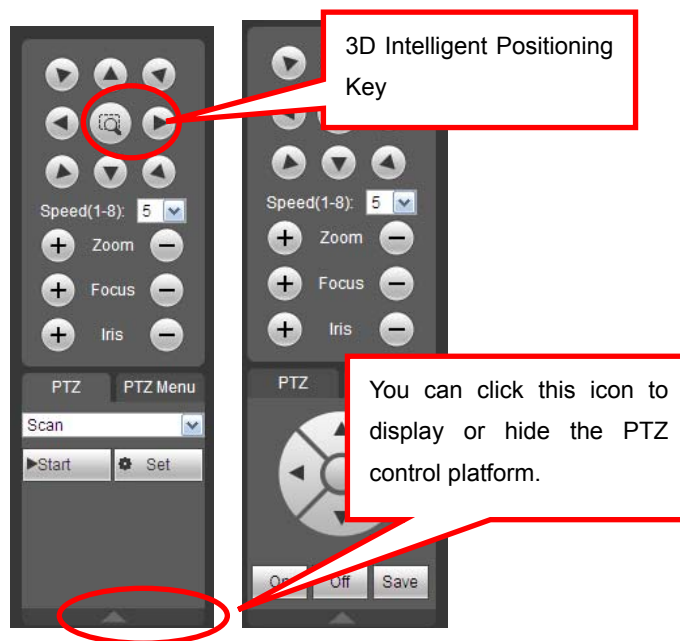 3D Intelligent Positioning
Key
Speed(1-8): 5
Zoom
Focus
Iris
PTZ PTZ Menu
Scan
Start Set
Speed(1-8): 5
Zoom
Focus
Iris
PTZ
You can click this icon to
display or hide the PTZ
control platform.
On Off Save